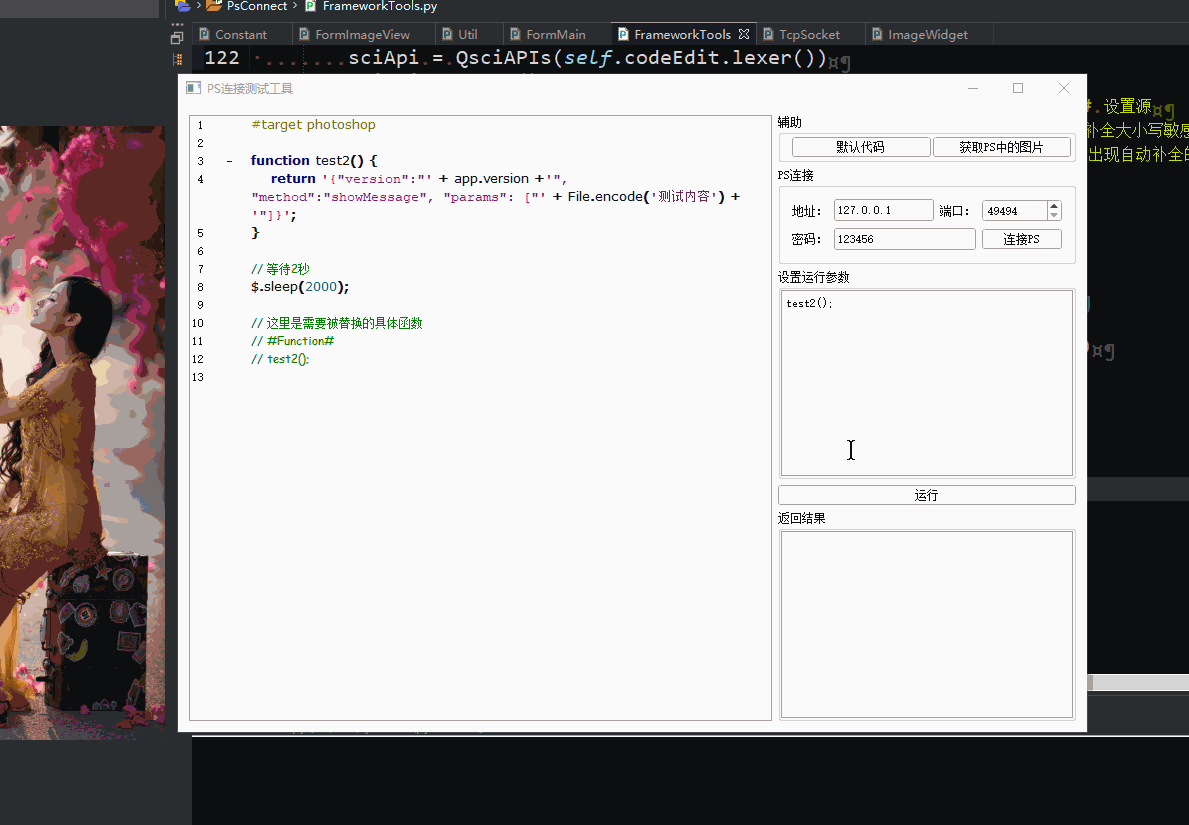 PsConnect > FrameworkTools.py
Constant FormImageView Util FormMain FrameworkTools TcpSocket ImageWidget
122 sciApi = QsciAPIs(self.codeEdit.lexer())
#.设置源
补全大小写敏感
出现自动补全的
PS连接测试工具
1 #target photoshop
2
3 function test2() {
4 return '{"version":"' + app.version +'",
"method":"showMessage", "params": ["' + File.encode('测试内容') +
'"]}';
5 }
6
7 // 等待2秒
8 $.sleep(2000);
9
10 // 这里是需要被替换的具体函数
11 // #Function#
12 // test2();
13
辅助
默认代码 获取PS中的图片
PS连接
地址: 127.0.0.1 端口: 49494
密码: 123456 连接PS
设置运行参数
test2();
运行
返回结果